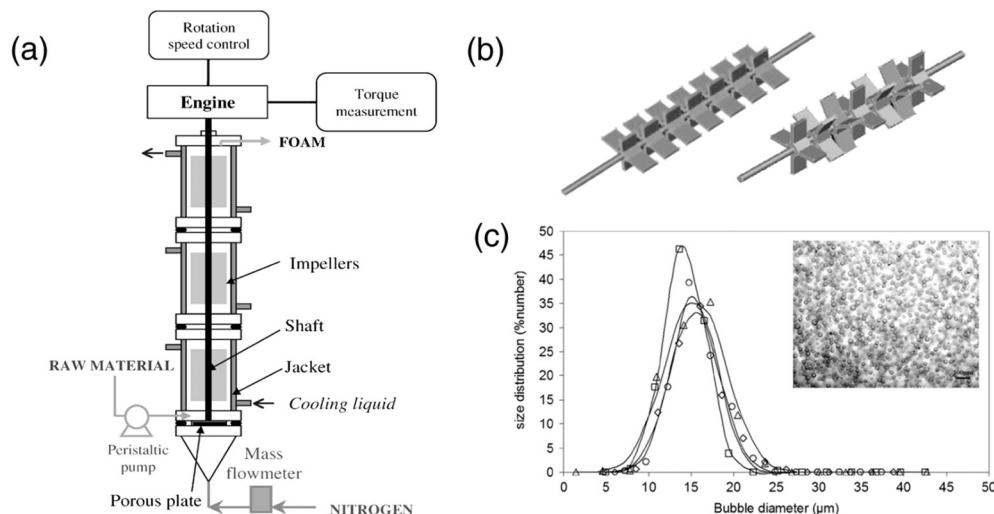 (a)
Rotation
speed control
Engine
Torque
measurement
FOAM
Impellers
Shaft
Jacket
RAW MATERIAL
Cooling liquid
Peristaltic
pump
Mass
flowmeter
Porous plate
NITROGEN
(b)
(c)
size distribution (%number)
50
45
40
35
30
25
20
15
10
5
0
0 5 10 15 20 25 30 35 40 45 50
Bubble diameter (µm)